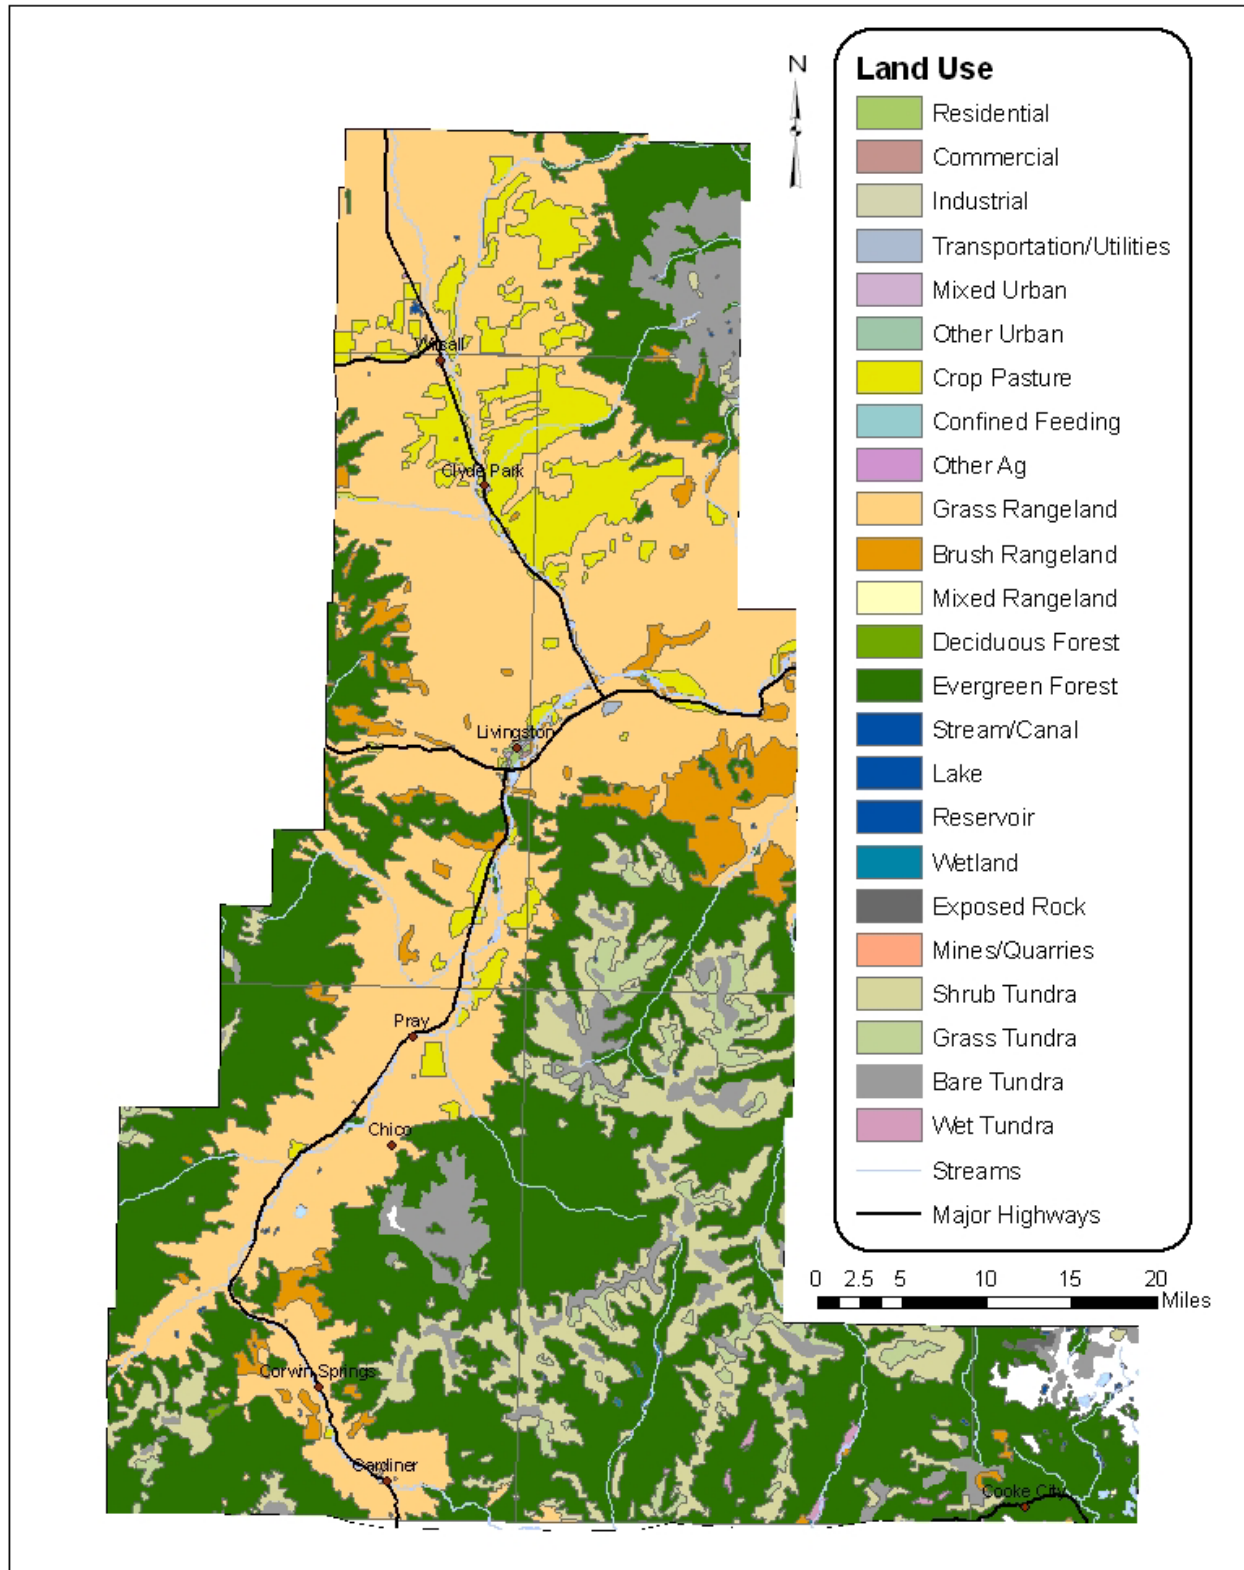 N
Land Use
Residential
Commercial
Industrial
Transportation/Utilities
Mixed Urban
Other Urban
Crop Pasture
Confined Feeding
Other Ag
Grass Rangeland
Brush Rangeland
Mixed Rangeland
Deciduous Forest
Evergreen Forest
Stream/Canal
Lake
Reservoir
Wetland
Exposed Rock
Mines/Quarries
Shrub Tundra
Grass Tundra
Bare Tundra
Wet Tundra
Streams
Major Highways
0 2.5 5 10 15 20
Miles
Wilsall
Clyde Park
Livingston
Pray
Chico
Corwin Springs
Gardiner
Cooke City